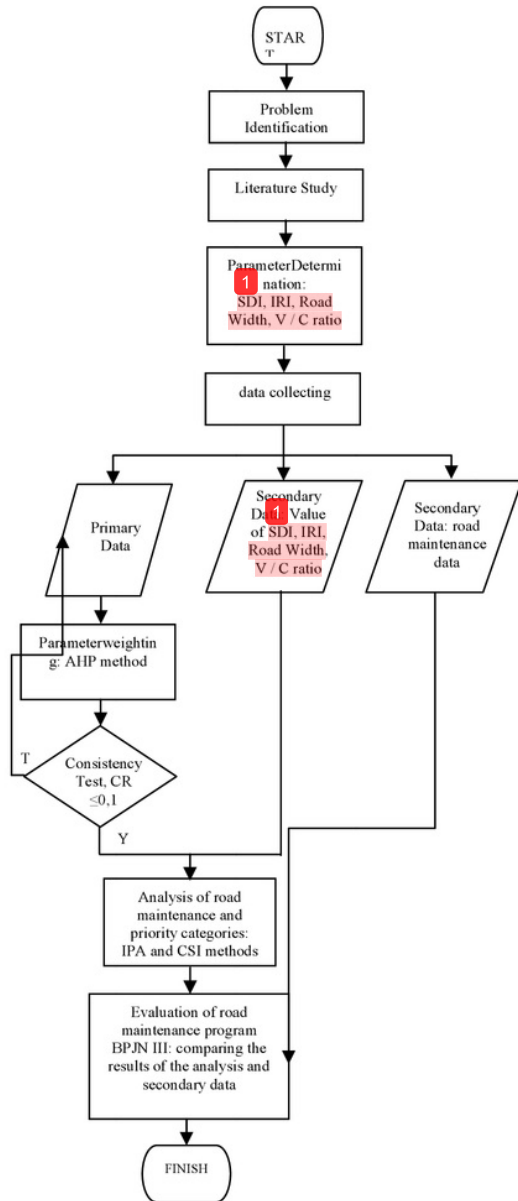 STAR
T
Problem
Identification
Literature Study
ParameterDetermi
1
nation:
SDI, IRI, Road
Width, V / C ratio
data collecting
Primary
Data
Secondary
Data: Value
1
of SDI, IRI,
Road Width,
V / C ratio
Secondary
Data: road
maintenance
data
Parameterweightin
g: AHP method
T
Consistency
Test, CR
≤0,1
Y
Analysis of road
maintenance and
priority categories:
IPA and CSI methods
Evaluation of road
maintenance program
BPJN III: comparing the
results of the analysis and
secondary data
FINISH